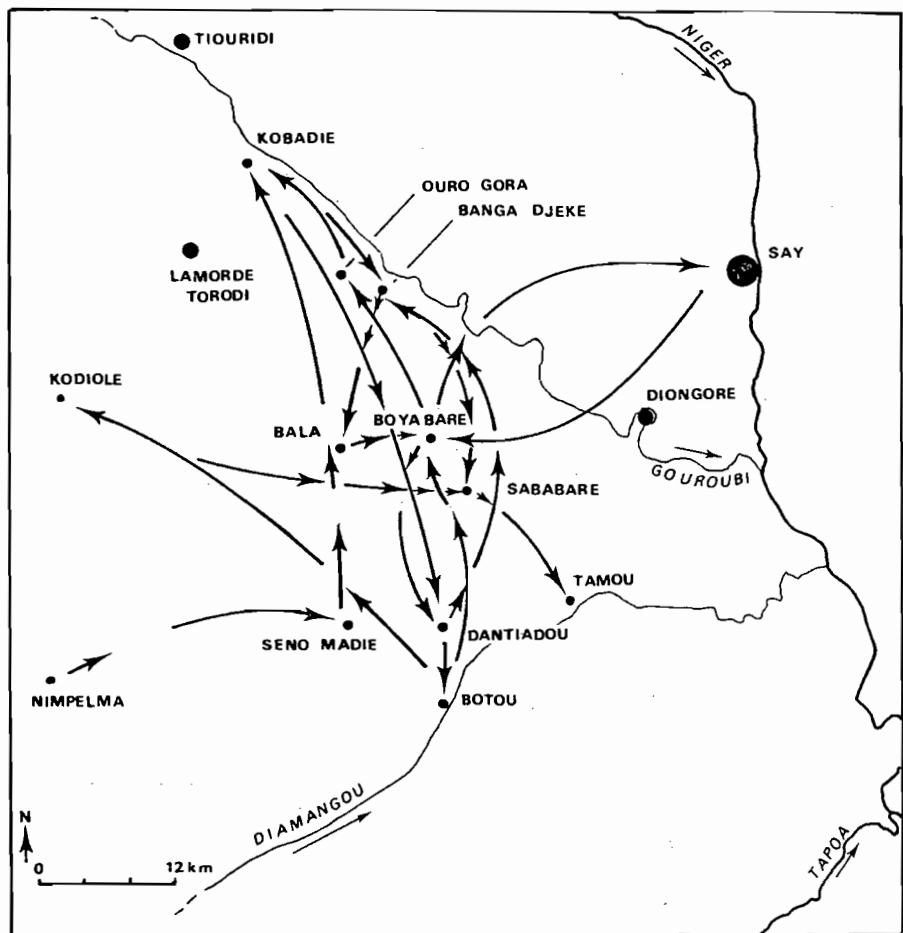 TIOURIDI
NIGER
KOBADIE
OURO GORA
BANGA DJEKE
SAY
LAMORDE
TORODI
KODIOLE
DIONGORE
BALA
BOYABARE
GOUROUBI
SABABARE
TAMOU
SENO MADIE
DANTIADOU
NIMPELMA
BOTOU
DIAMANGOU
TAPOA
N
0 12 km